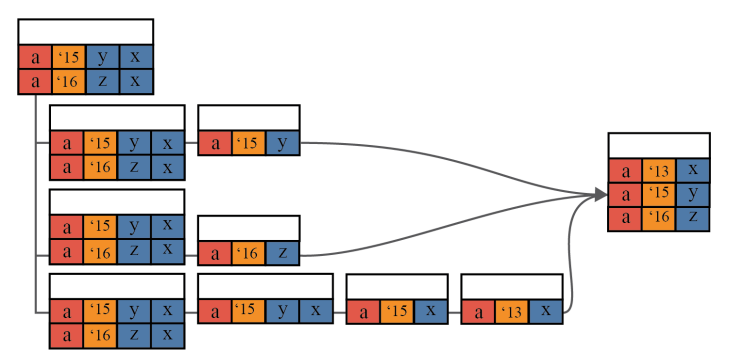 a ‘15 y x
a ‘16 z x
a ‘15 y x
a ‘16 z x
a ‘15 y
a ‘15 y x
a ‘16 z x
a ‘16 z
a ‘15 y x
a ‘16 z x
a ‘15 y x
a ‘15 x
a ‘13 x
a ‘13 x
a ‘15 y
a ‘16 z